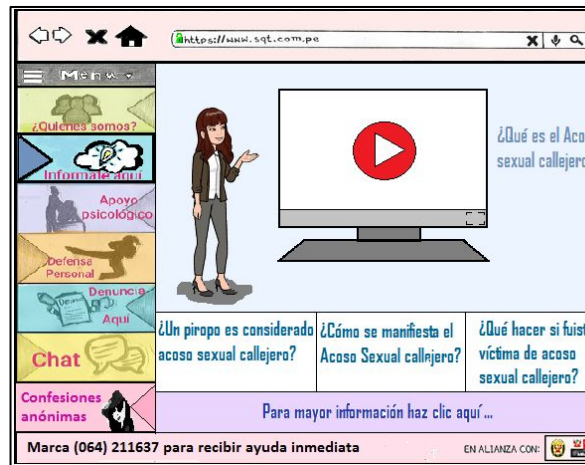 https://www.sqt.com.pe
Menu
¿Quienes somos?
Informate aquí
Apoyo
psicológico
Defensa
Personal
Denuncia
Aqui
Chat
Confesiones
anónimas
¿Qué es el Aco
sexual callejero
¿Un piropo es considerado
acoso sexual callejero?
¿Cómo se manifiesta el
Acoso Sexual callejero?
¿Qué hacer si fuist
víctima de acoso
sexual callejero?
Para mayor información haz clic aquí ...
Marca (064) 211637 para recibir ayuda inmediata
EN ALIANZA CON: